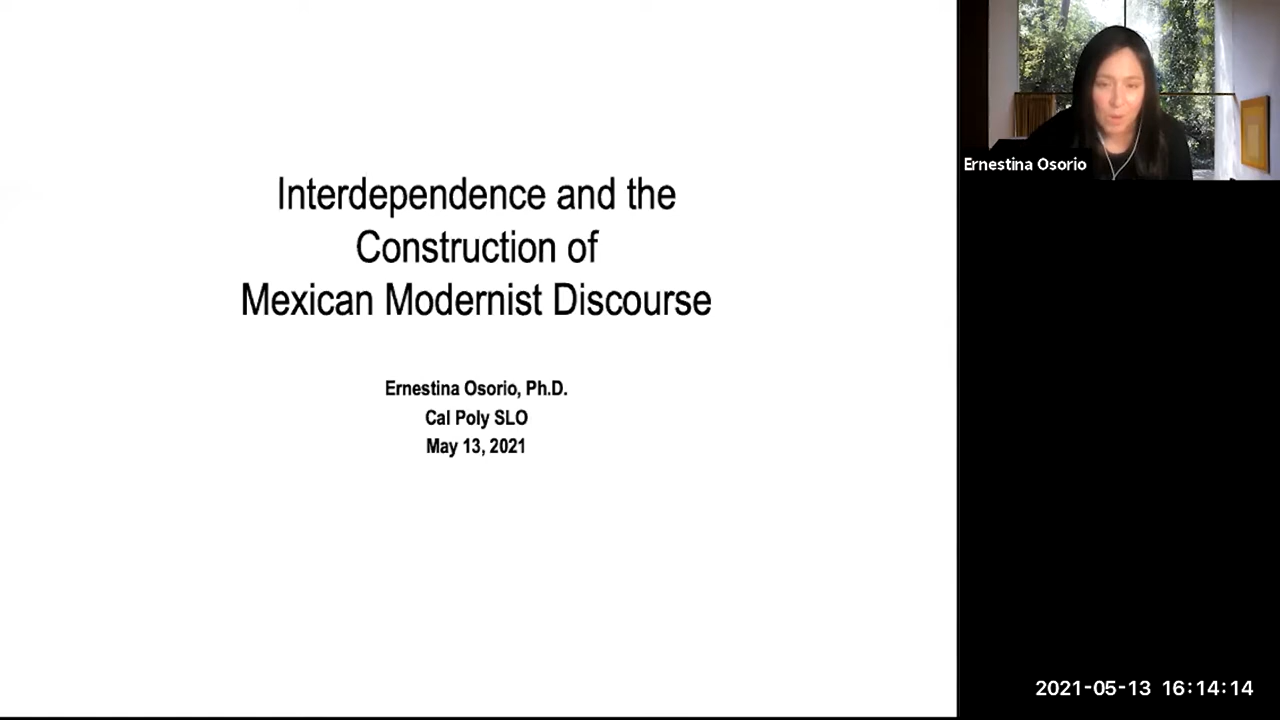 Interdependence and the
Construction of
Mexican Modernist Discourse
Ernestina Osorio, Ph.D.
Cal Poly SLO
May 13, 2021
Ernestina Osorio
2021-05-13 16:14:14